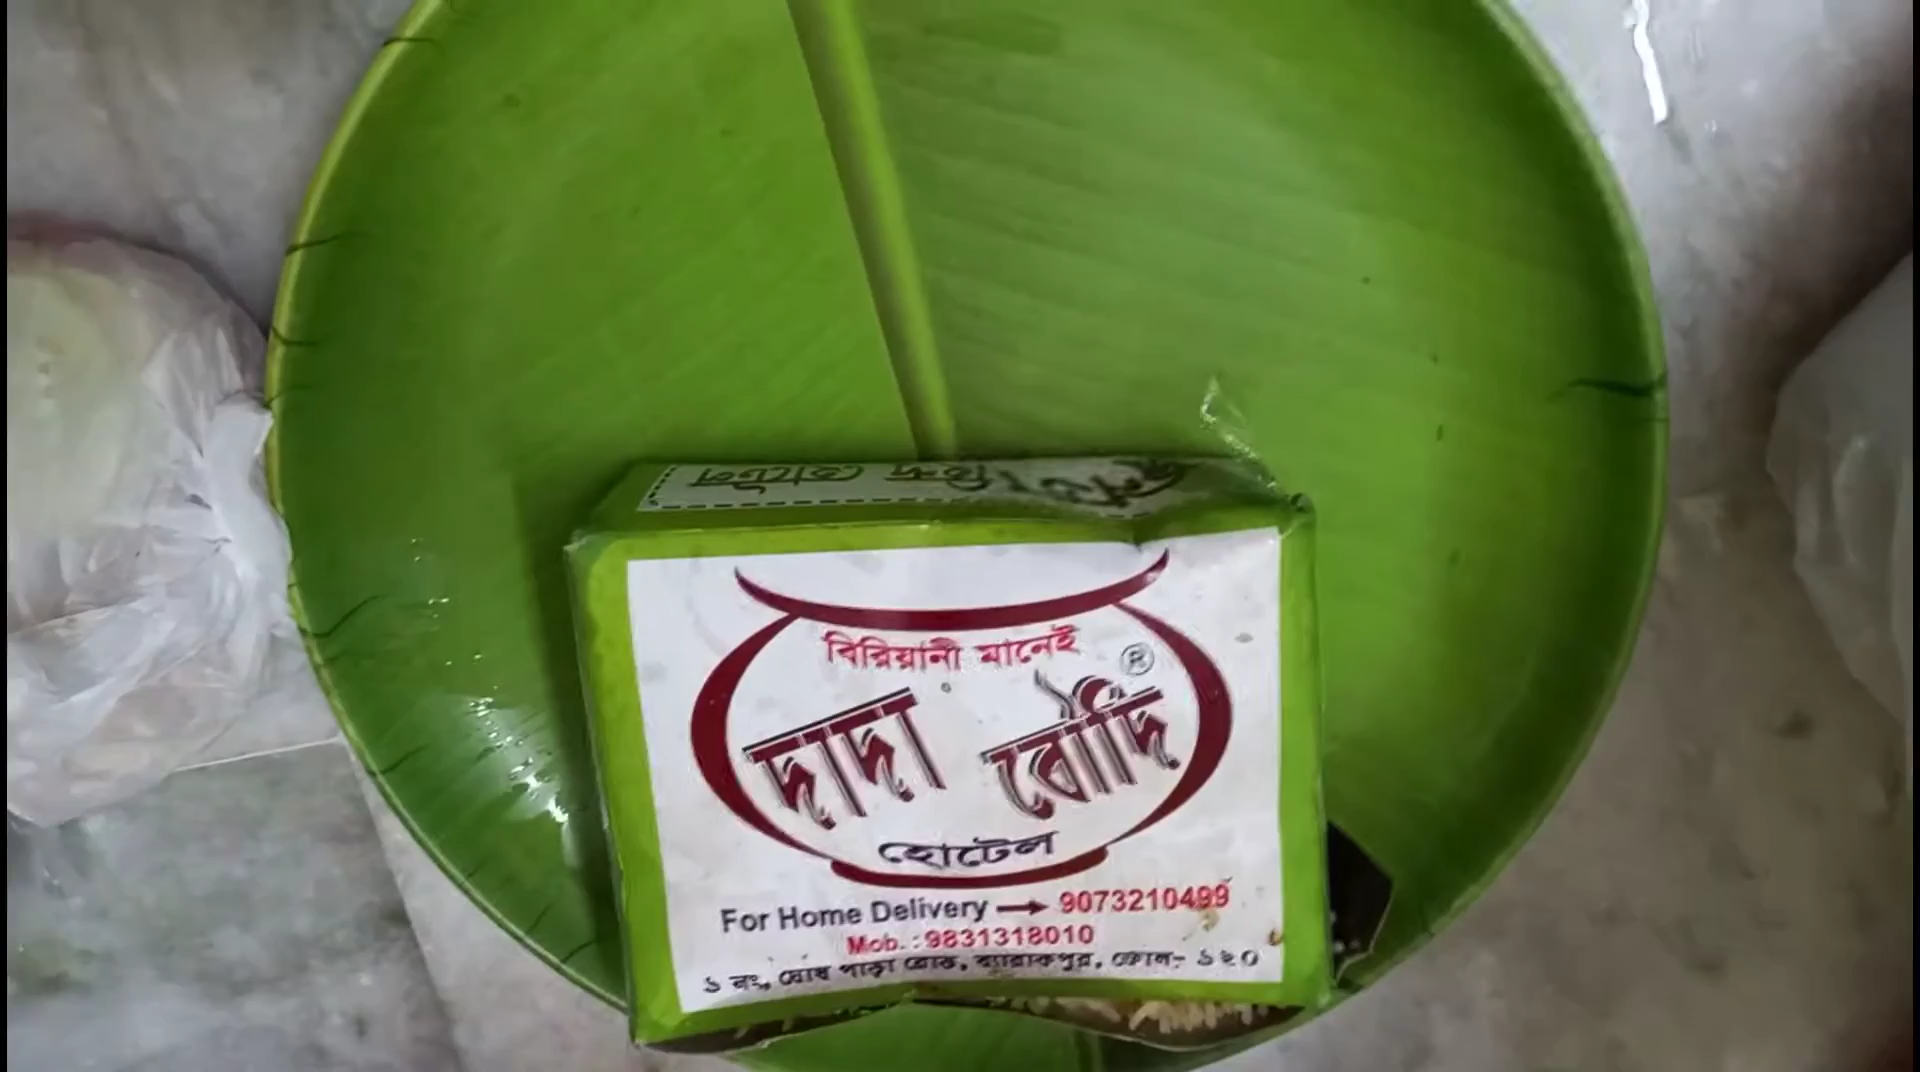 হিন্দু হোটেল
বিরিয়ানী মানেই
দাদা বৌদি ®
হোটেল
For Home Delivery → 9073210499
Mob. : 9831318010
১ নং, ঘোষ পাড়া রোড, ব্যারাকপুর, কোল- ১২০